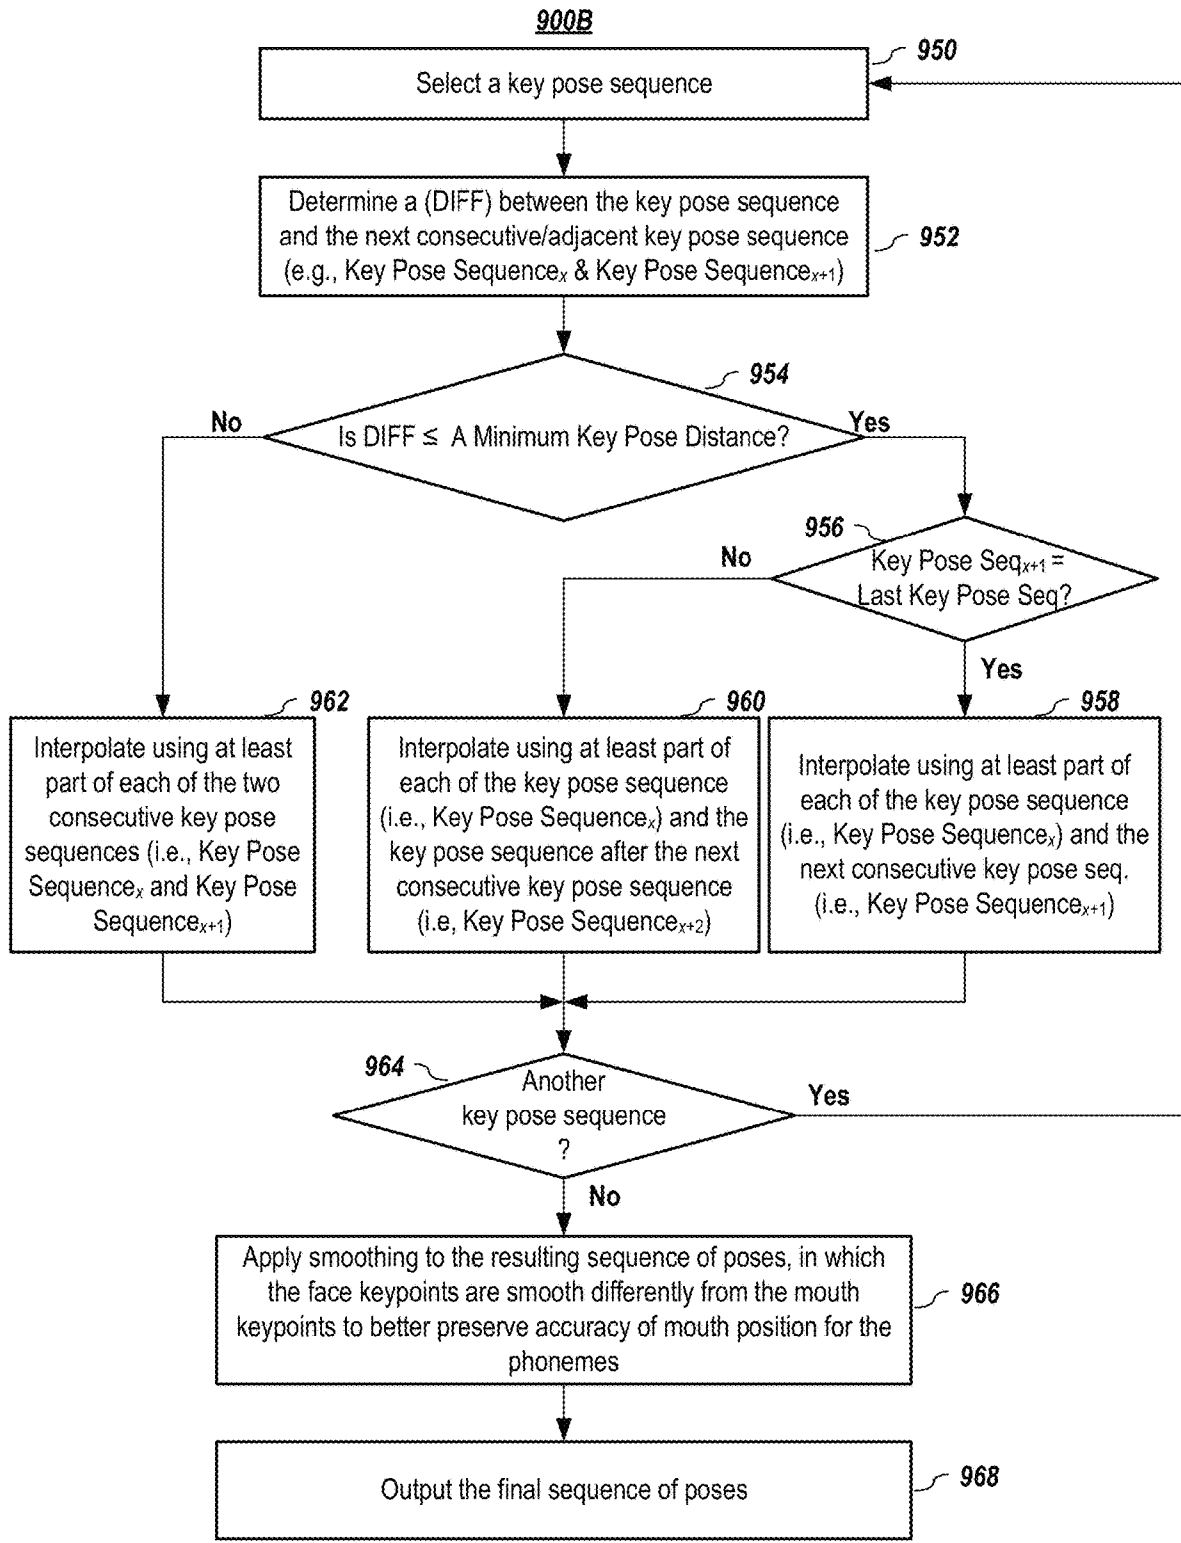 900B
950
Select a key pose sequence
Determine a (DIFF) between the key pose sequence
and the next consecutive/adjacent key pose sequence
(e.g., Key Pose Sequenceₓ & Key Pose Sequenceₓ₊₁)
952
954
No
Yes
Is DIFF ≤ A Minimum Key Pose Distance?
956
No
Key Pose Seqₓ₊₁ =
Last Key Pose Seq?
Yes
962
Interpolate using at least
part of each of the two
consecutive key pose
sequences (i.e., Key Pose
Sequenceₓ and Key Pose
Sequenceₓ₊₁)
960
Interpolate using at least part of
each of the key pose sequence
(i.e., Key Pose Sequenceₓ) and the
key pose sequence after the next
consecutive key pose sequence
(i.e, Key Pose Sequenceₓ₊₂)
958
Interpolate using at least part of
each of the key pose sequence
(i.e., Key Pose Sequenceₓ) and the
next consecutive key pose seq.
(i.e., Key Pose Sequenceₓ₊₁)
964
Another
key pose sequence
?
Yes
No
Apply smoothing to the resulting sequence of poses, in which
the face keypoints are smooth differently from the mouth
keypoints to better preserve accuracy of mouth position for the
phonemes
966
Output the final sequence of poses
968